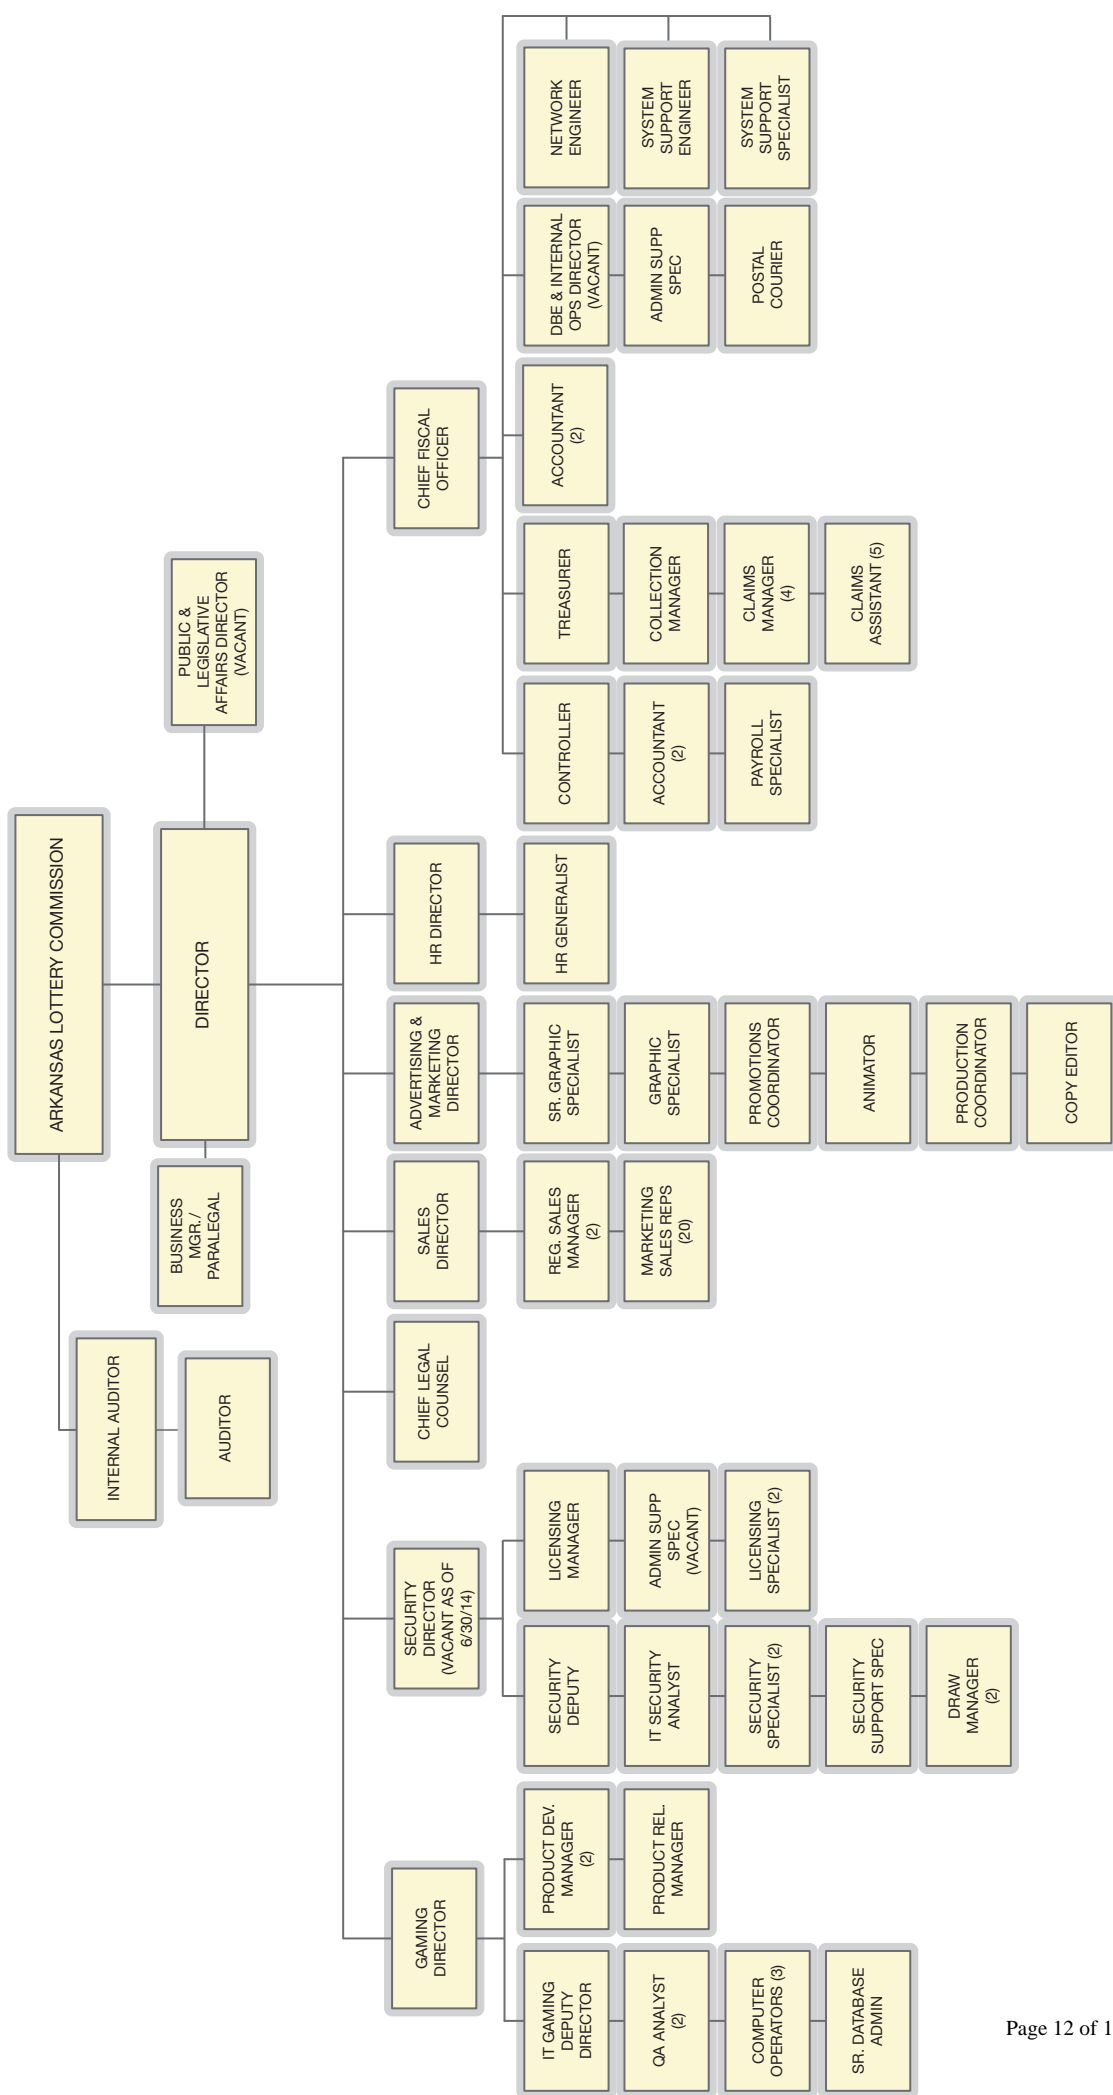 ARKANSAS LOTTERY COMMISSION
INTERNAL AUDITOR
AUDITOR
BUSINESS
MGR./
PARALEGAL
DIRECTOR
PUBLIC &
LEGISLATIVE
AFFAIRS DIRECTOR
(VACANT)
GAMING
DIRECTOR
SECURITY
DIRECTOR
(VACANT AS OF
6/30/14)
CHIEF LEGAL
COUNSEL
SALES
DIRECTOR
ADVERTISING &
MARKETING
DIRECTOR
HR DIRECTOR
CHIEF FISCAL
OFFICER
IT GAMING
DEPUTY
DIRECTOR
QA ANALYST
(2)
COMPUTER
OPERATORS (3)
SR. DATABASE
ADMIN
PRODUCT DEV.
MANAGER
(2)
PRODUCT REL.
MANAGER
SECURITY
DEPUTY
IT SECURITY
ANALYST
SECURITY
SPECIALIST (2)
SECURITY
SUPPORT SPEC
DRAW
MANAGER
(2)
LICENSING
MANAGER
ADMIN SUPP
SPEC
(VACANT)
LICENSING
SPECIALIST (2)
REG. SALES
MANAGER
(2)
MARKETING
SALES REPS
(20)
SR. GRAPHIC
SPECIALIST
GRAPHIC
SPECIALIST
PROMOTIONS
COORDINATOR
ANIMATOR
PRODUCTION
COORDINATOR
COPY EDITOR
HR GENERALIST
CONTROLLER
ACCOUNTANT
(2)
PAYROLL
SPECIALIST
TREASURER
COLLECTION
MANAGER
CLAIMS
MANAGER
(4)
CLAIMS
ASSISTANT (5)
ACCOUNTANT
(2)
DBE & INTERNAL
OPS DIRECTOR
(VACANT)
ADMIN SUPP
SPEC
POSTAL
COURIER
NETWORK
ENGINEER
SYSTEM
SUPPORT
ENGINEER
SYSTEM
SUPPORT
SPECIALIST
Page 12 of 1